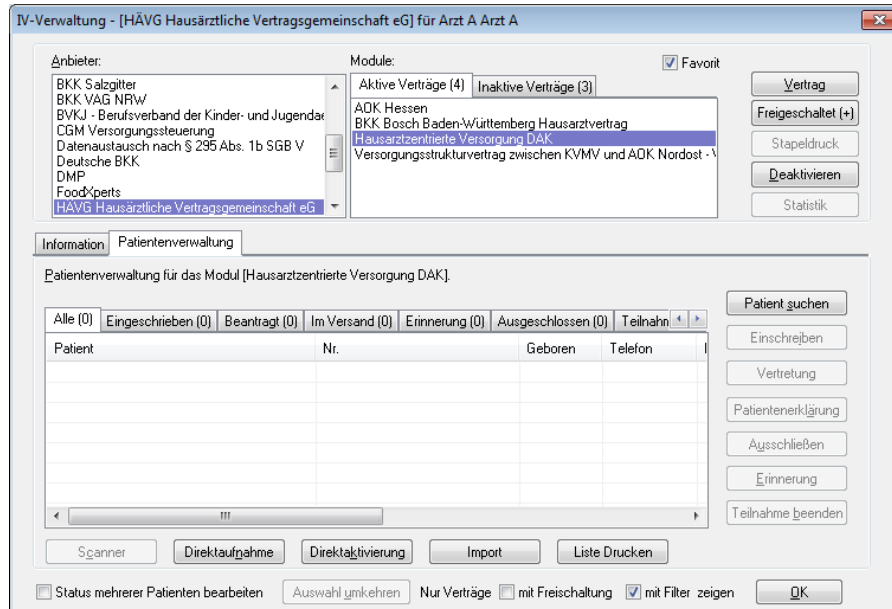 IV-Verwaltung - [HÄVG Hausärztliche Vertragsgemeinschaft eG] für Arzt A Arzt A
Anbieter:
BKK Salzgitter
BKK VAG NRW
BVKJ - Berufsverband der Kinder- und Jugendae
CGM Versorgungssteuerung
Datenaustausch nach § 295 Abs. 1b SGB V
Deutsche BKK
DMP
FoodXperts
HÄVG Hausärztliche Vertragsgemeinschaft eG
Module:
Favorit
Aktive Verträge (4) Inaktive Verträge (3)
AOK Hessen
BKK Bosch Baden-Württemberg Hausarztvertrag
Hausarztzentrierte Versorgung DAK
Versorgungsstrukturvertrag zwischen KVMV und AOK Nordost -
Vertrag
Freigeschaltet (+)
Stapeldruck
Deaktivieren
Statistik
Information Patientenverwaltung
Patientenverwaltung für das Modul [Hausarztzentrierte Versorgung DAK].
Alle (0) Eingeschrieben (0) Beantragt (0) Im Versand (0) Erinnerung (0) Ausgeschlossen (0) Teilnahm
Patient Nr. Geboren Telefon
Patient suchen
Einschreiben
Vertretung
Patientenerklärung
Ausschließen
Erinnerung
Teilnahme beenden
Scanner Direktaufnahme Direktaktivierung Import Liste Drucken
Status mehrerer Patienten bearbeiten Auswahl umkehren Nur Verträge mit Freischaltung mit Filter zeigen OK